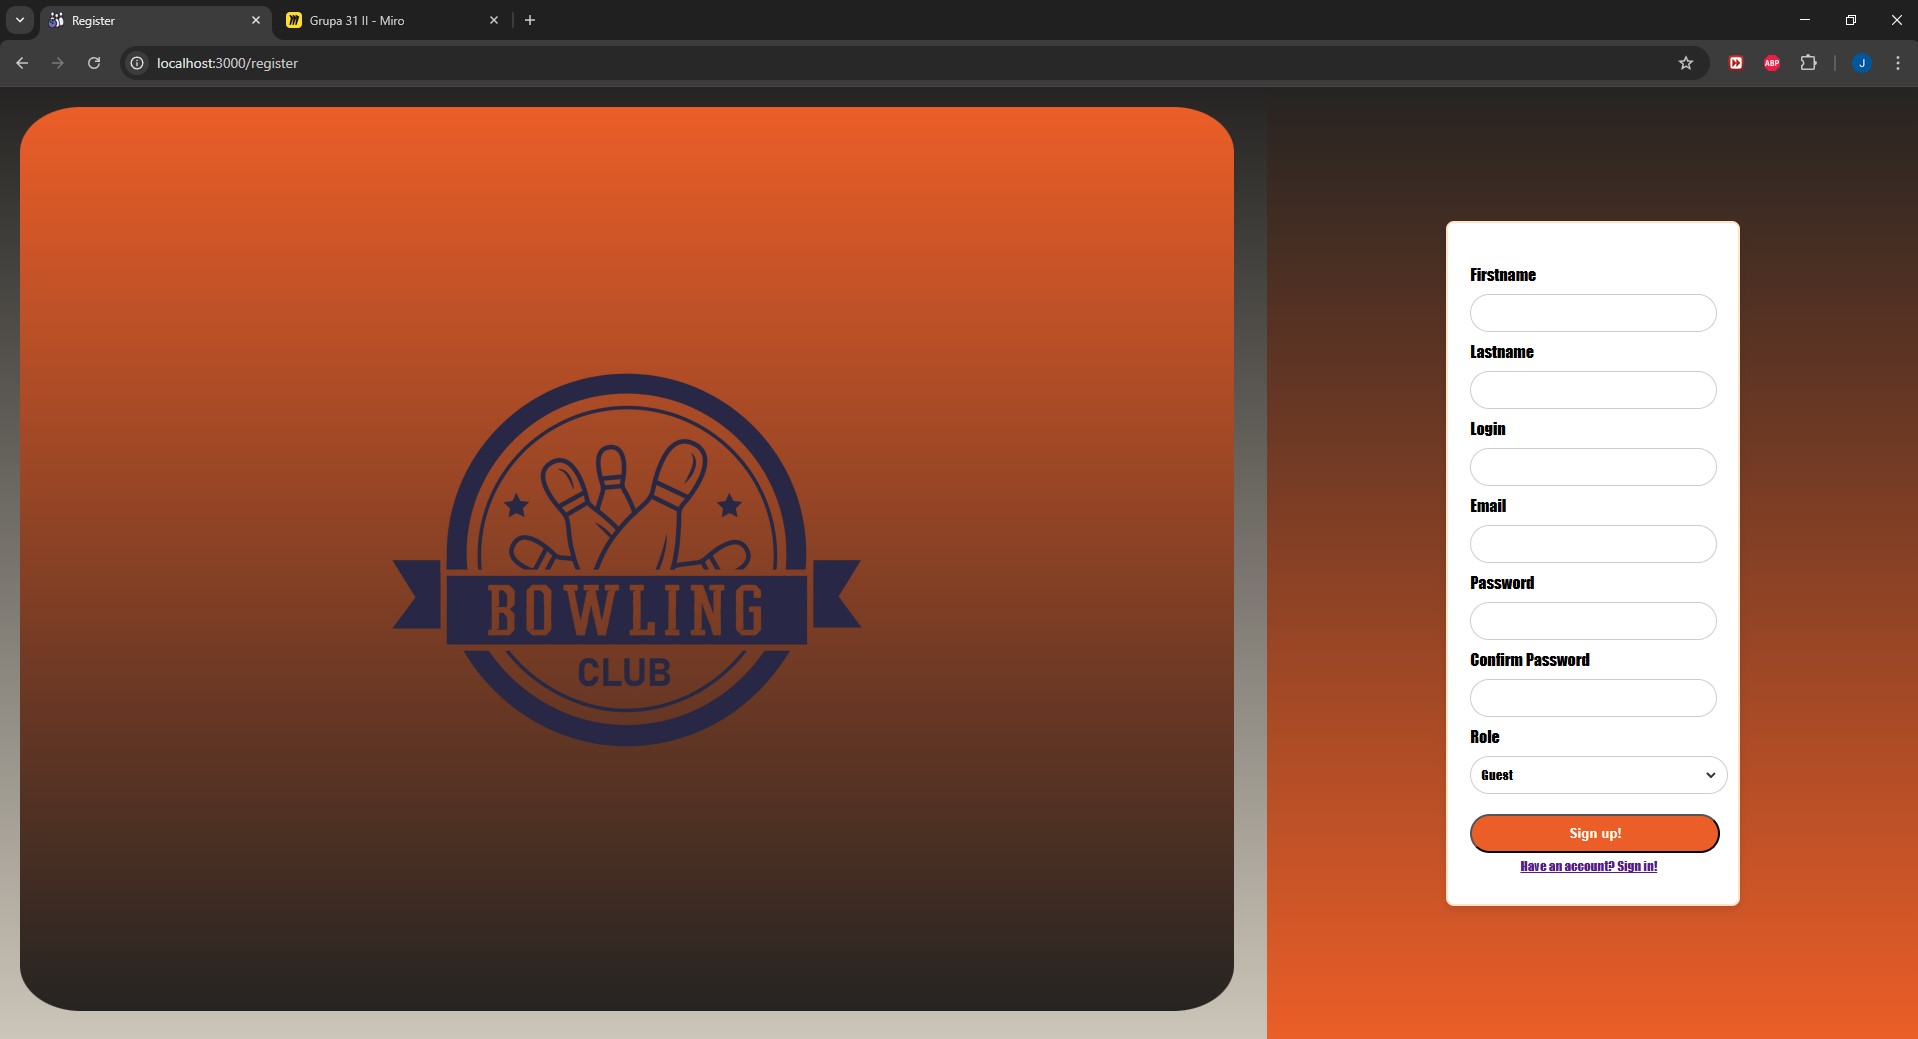 Register
Grupa 31 II - Miro
localhost:3000/register
ABP
J
BOWLING
CLUB
Firstname
Lastname
Login
Email
Password
Confirm Password
Role
Guest
Sign up!
Have an account? Sign in!